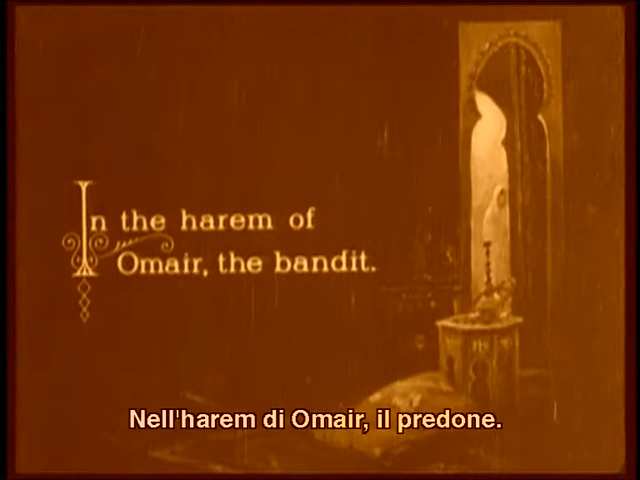 In the harem of
Omair, the bandit.
Nell'harem di Omair, il predone.